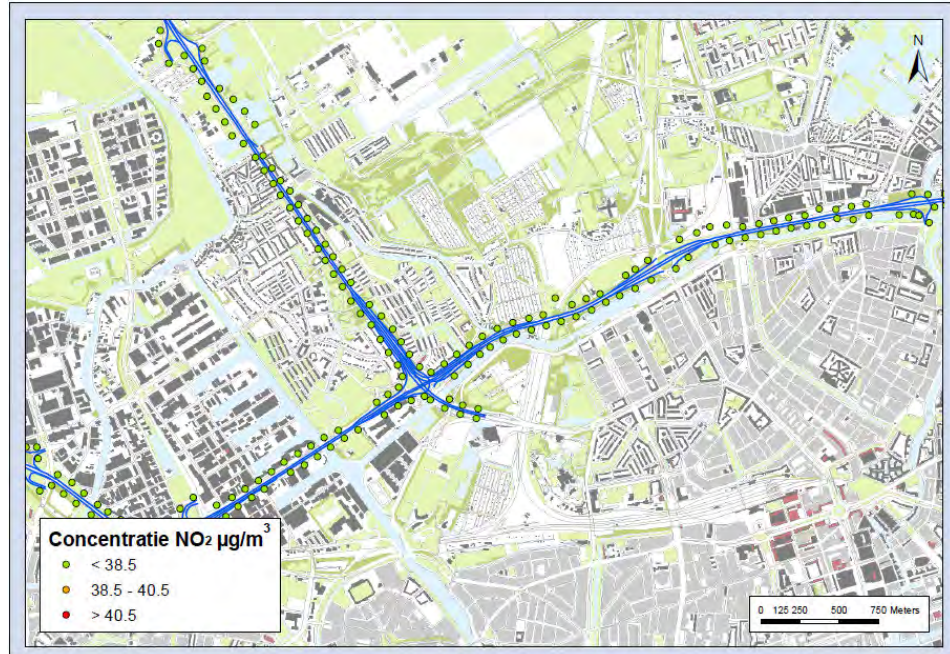 N
Concentratie NO₂ µg/m³
< 38.5
38.5 - 40.5
> 40.5
0 125 250 500 750 Meters